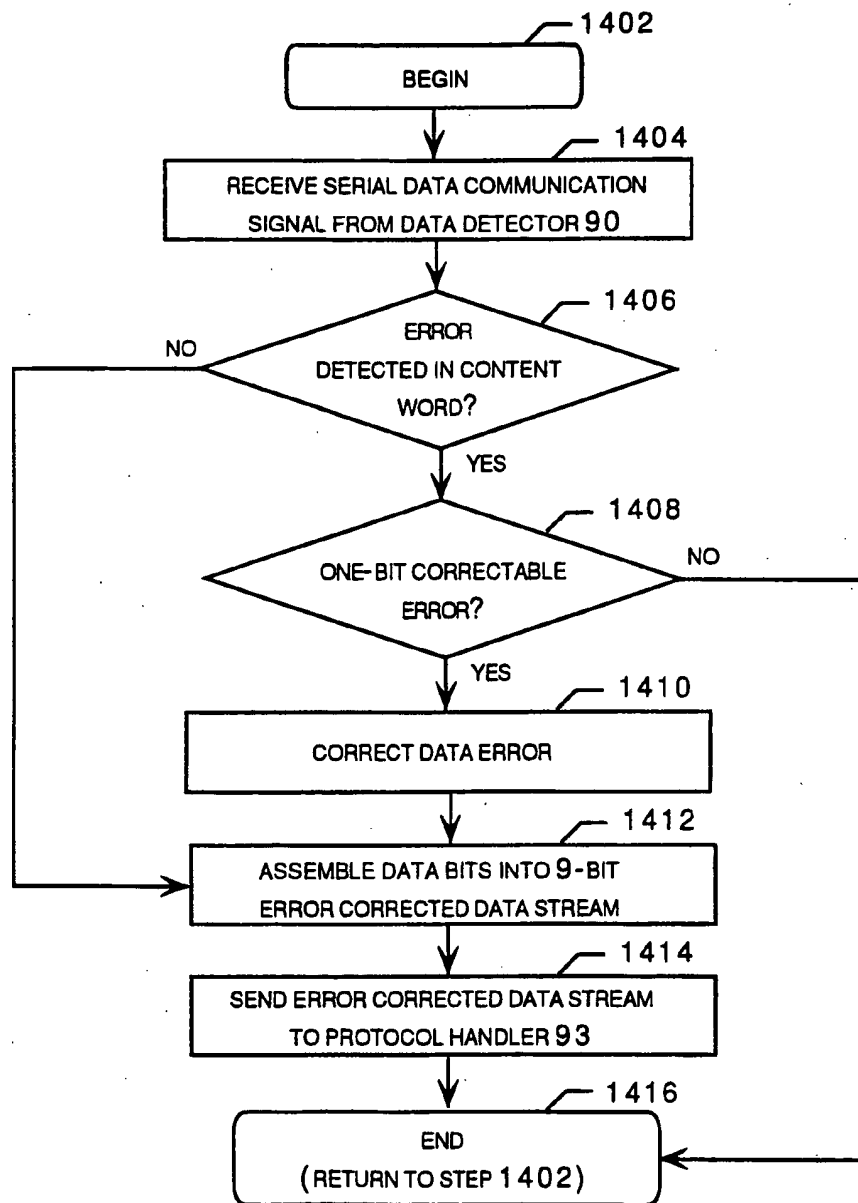 1402
BEGIN
1404
RECEIVE SERIAL DATA COMMUNICATION
SIGNAL FROM DATA DETECTOR 90
1406
NO
ERROR
DETECTED IN CONTENT
WORD?
YES
1408
NO
ONE-BIT CORRECTABLE
ERROR?
YES
1410
CORRECT DATA ERROR
1412
ASSEMBLE DATA BITS INTO 9-BIT
ERROR CORRECTED DATA STREAM
1414
SEND ERROR CORRECTED DATA STREAM
TO PROTOCOL HANDLER 93
1416
END
(RETURN TO STEP 1402)